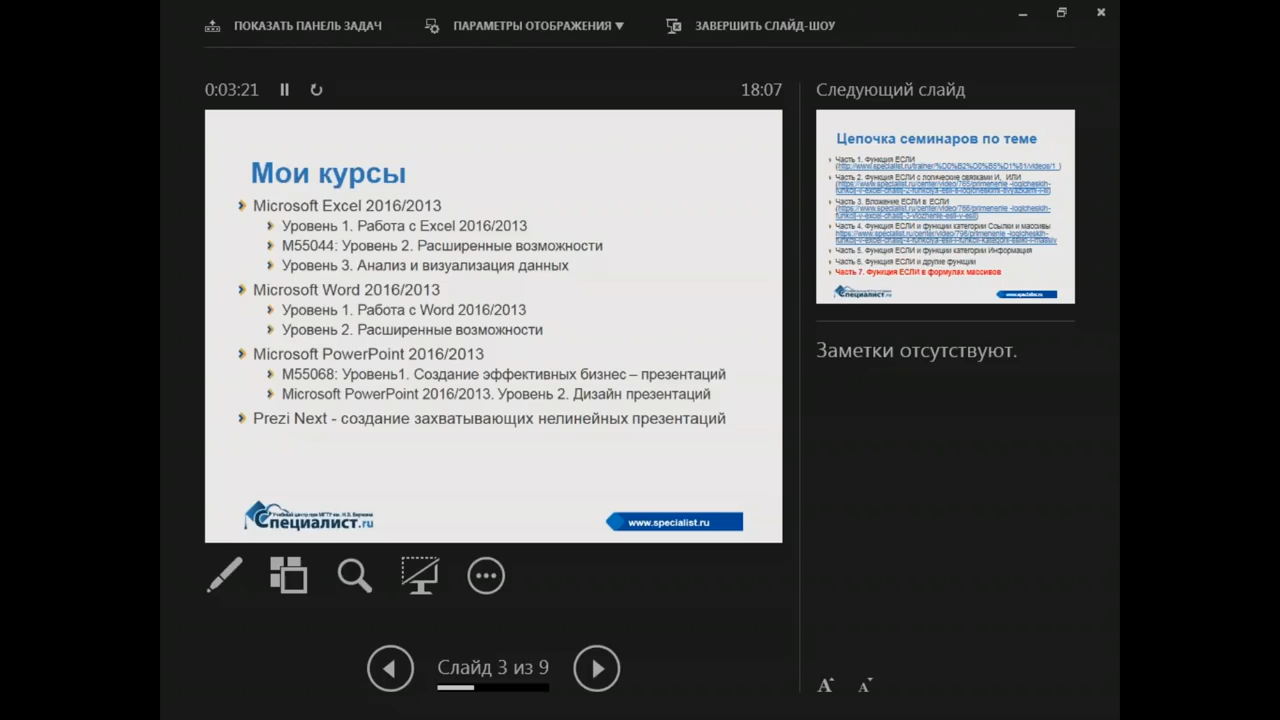 ПОКАЗАТЬ ПАНЕЛЬ ЗАДАЧ
ПАРАМЕТРЫ ОТОБРАЖЕНИЯ ▼
ЗАВЕРШИТЬ СЛАЙД-ШОУ
0:03:21
18:07
Мои курсы
Microsoft Excel 2016/2013
Уровень 1. Работа с Excel 2016/2013
M55044: Уровень 2. Расширенные возможности
Уровень 3. Анализ и визуализация данных
Microsoft Word 2016/2013
Уровень 1. Работа с Word 2016/2013
Уровень 2. Расширенные возможности
Microsoft PowerPoint 2016/2013
M55068: Уровень1. Создание эффективных бизнес – презентаций
Microsoft PowerPoint 2016/2013. Уровень 2. Дизайн презентаций
Prezi Next - создание захватывающих нелинейных презентаций
Специалист.ru
www.specialist.ru
Слайд 3 из 9
Следующий слайд
Цепочка семинаров по теме
Часть 1. Функция ЕСЛИ
Часть 2. Функция ЕСЛИ с логические связками И, ИЛИ
Часть 3. Вложение ЕСЛИ в ЕСЛИ
Часть 4. Функция ЕСЛИ и функции категории Ссылки и массивы
Часть 5. Функция ЕСЛИ и функции категории Информация
Часть 6. Функция ЕСЛИ и другие функции
Часть 7. Функция ЕСЛИ в формулах массивов
Специалист.ru
www.specialist.ru
Заметки отсутствуют.